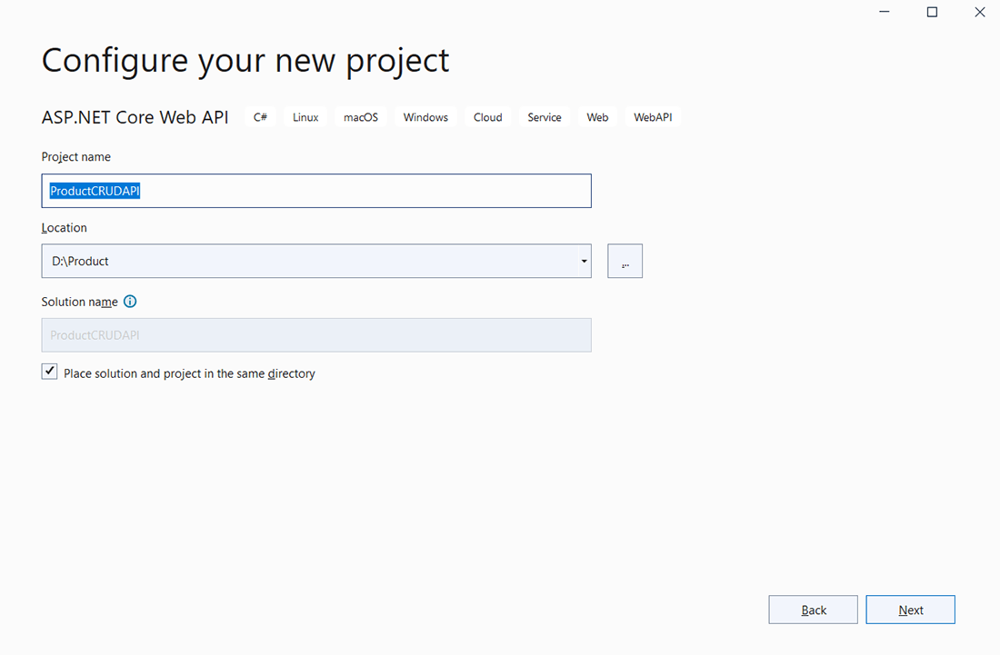 Configure your new project
ASP.NET Core Web API C# Linux macOS Windows Cloud Service Web WebAPI
Project name
ProductCRUDAPI
Location
D:\Product
...
Solution name
ProductCRUDAPI
Place solution and project in the same directory
Back Next